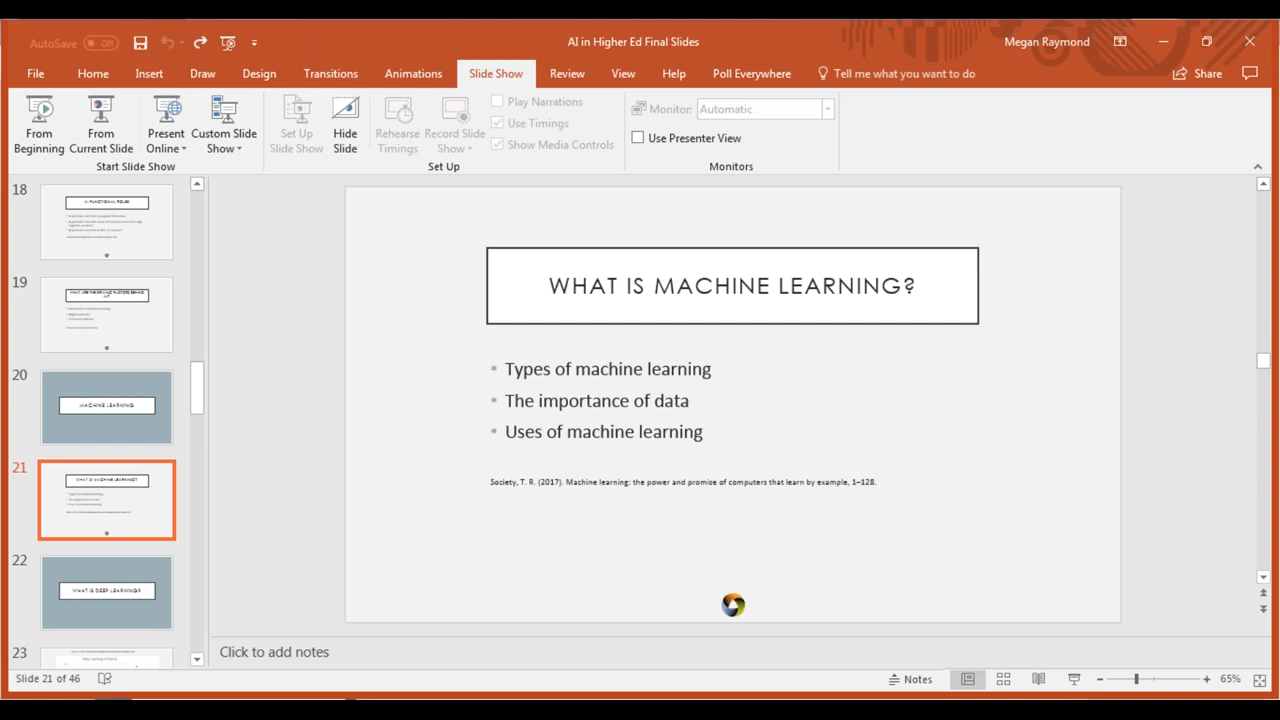 AutoSave Off
AI in Higher Ed Final Slides
Megan Raymond
File Home Insert Draw Design Transitions Animations Slide Show Review View Help Poll Everywhere Tell me what you want to do Share
From Beginning
From Current Slide
Present Online
Custom Slide Show
Start Slide Show
Set Up Slide Show
Hide Slide
Rehearse Timings
Record Slide Show
Play Narrations
Use Timings
Show Media Controls
Set Up
Monitor: Automatic
Use Presenter View
Monitors
18
AI FUNCTIONAL ROLES
19
20
MACHINE LEARNING
21
WHAT IS MACHINE LEARNING?
22
WHAT IS DEEP LEARNING?
23
WHAT IS MACHINE LEARNING?
Types of machine learning
The importance of data
Uses of machine learning
Society, T. R. (2017). Machine learning: the power and promise of computers that learn by example, 1–128.
Click to add notes
Slide 21 of 46
Notes
65%